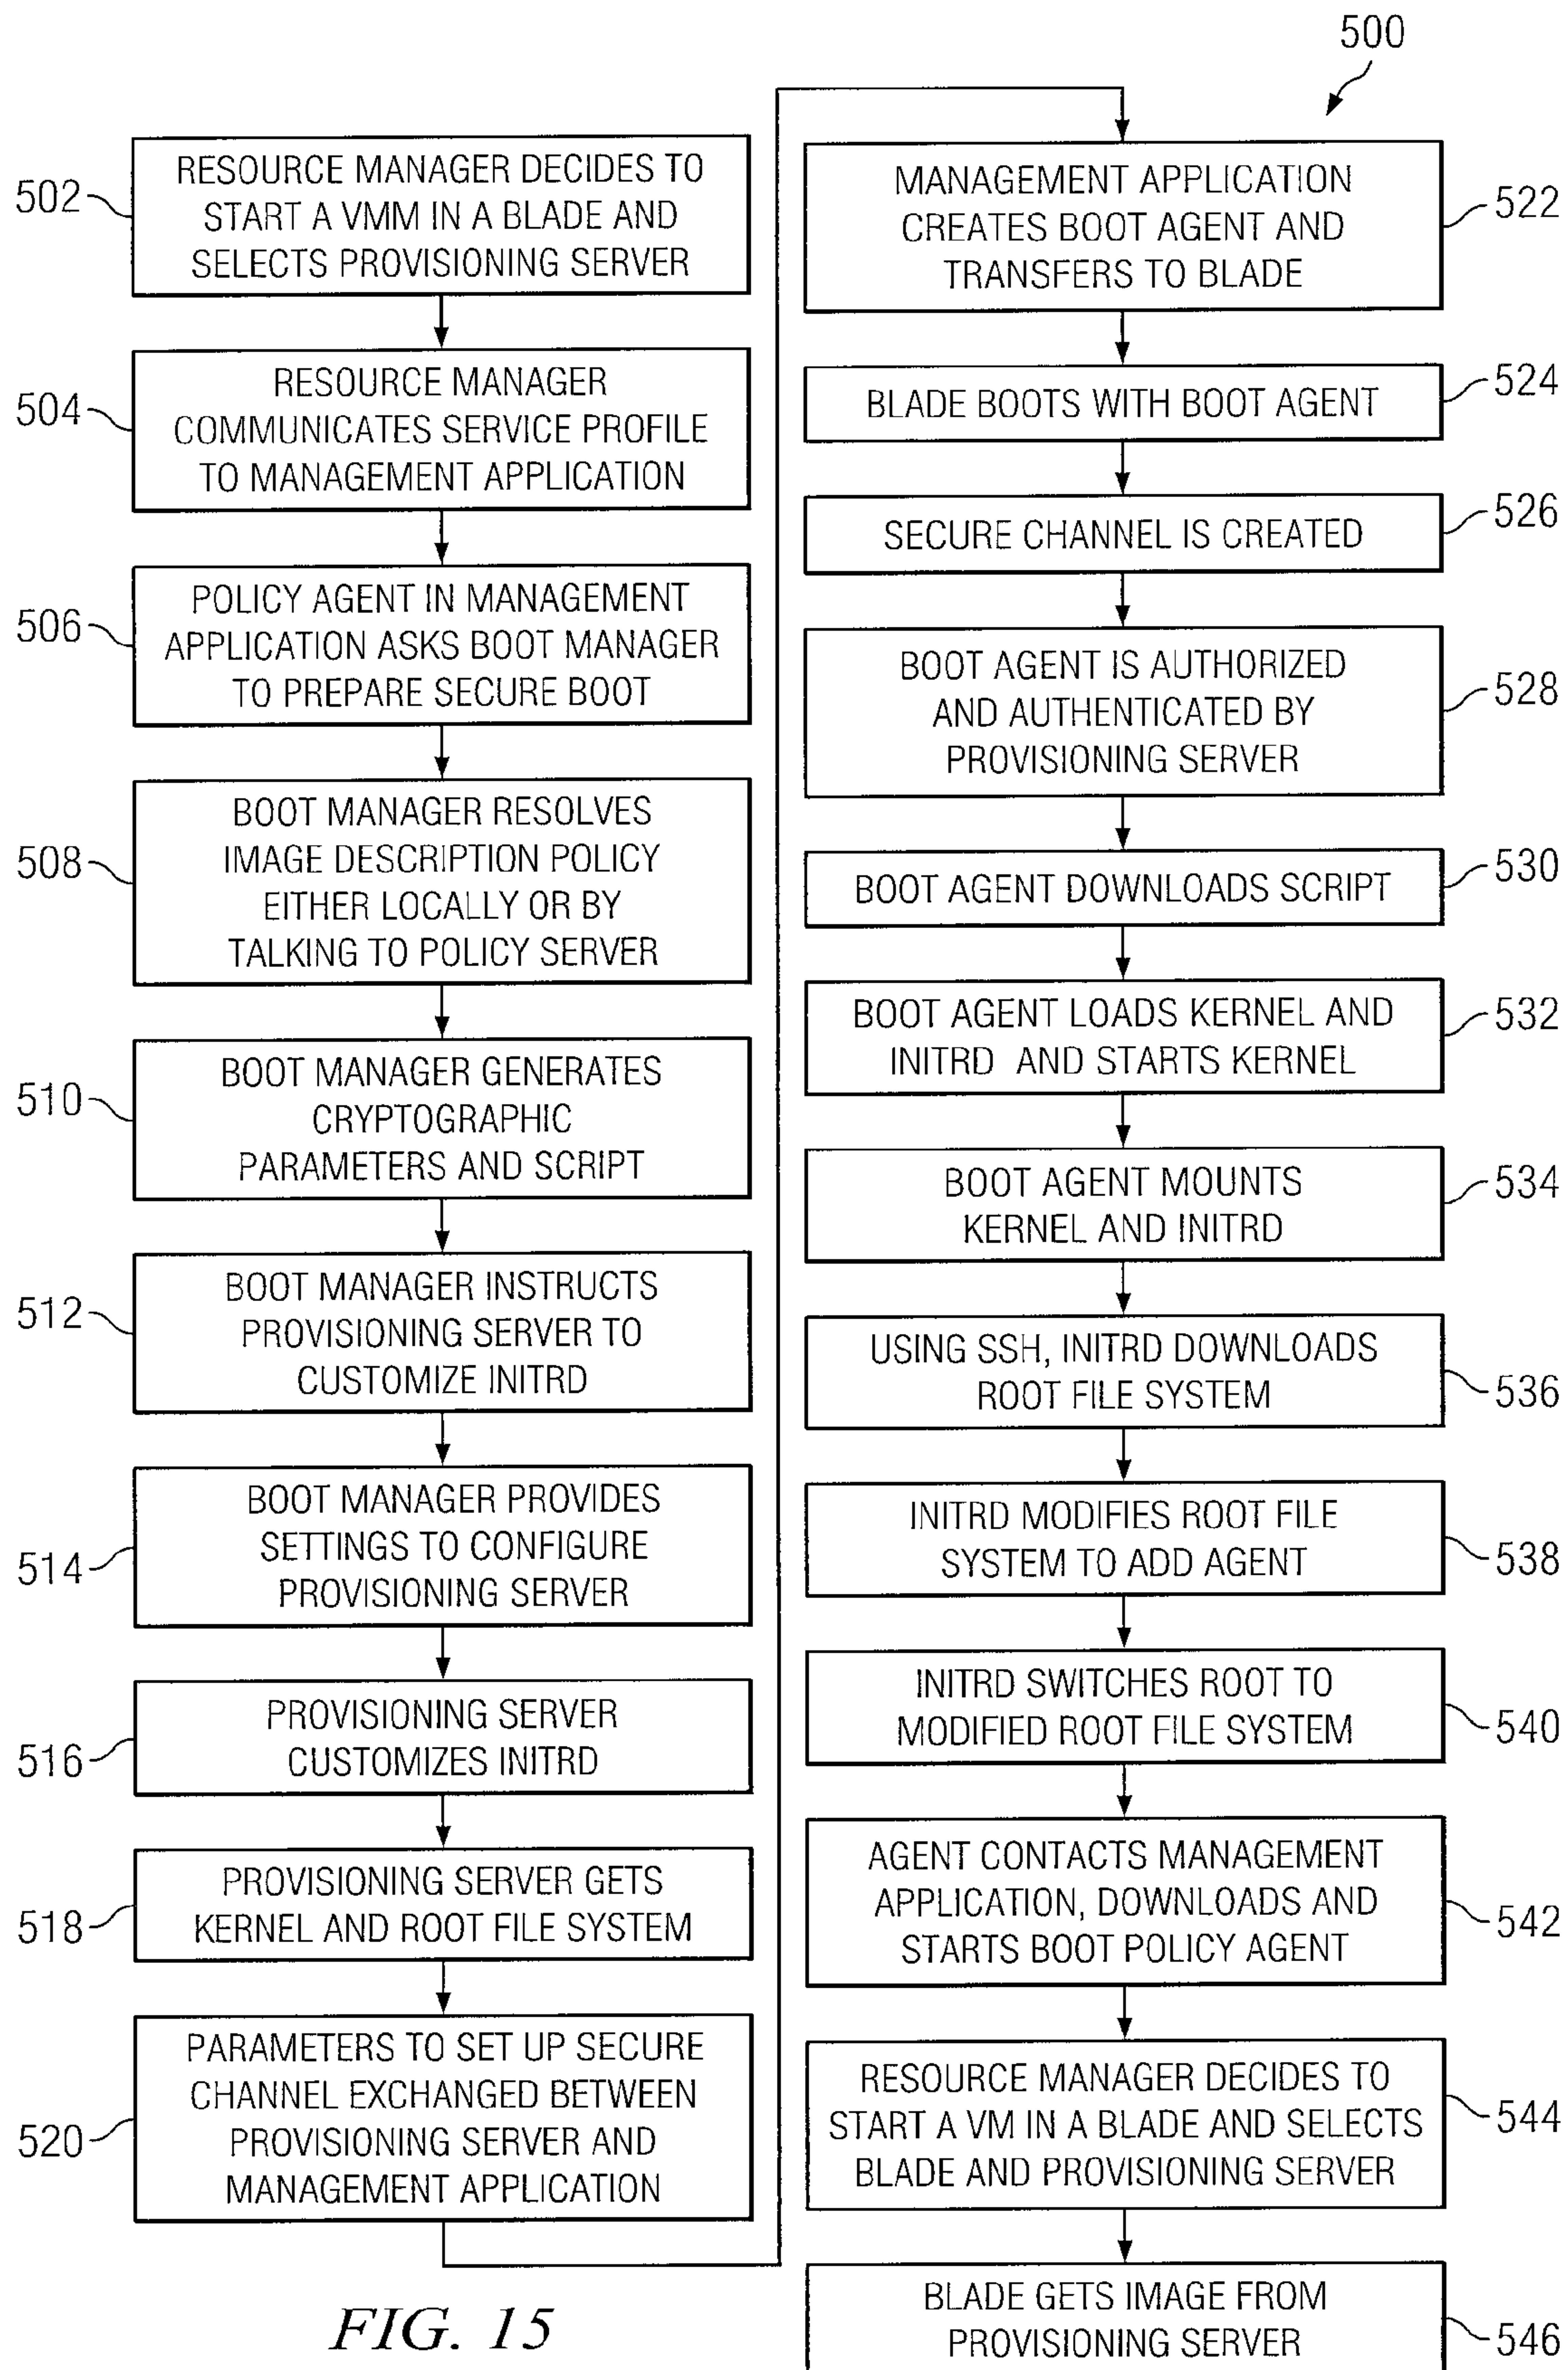 500
502
RESOURCE MANAGER DECIDES TO
START A VMM IN A BLADE AND
SELECTS PROVISIONING SERVER
504
RESOURCE MANAGER
COMMUNICATES SERVICE PROFILE
TO MANAGEMENT APPLICATION
506
POLICY AGENT IN MANAGEMENT
APPLICATION ASKS BOOT MANAGER
TO PREPARE SECURE BOOT
508
BOOT MANAGER RESOLVES
IMAGE DESCRIPTION POLICY
EITHER LOCALLY OR BY
TALKING TO POLICY SERVER
510
BOOT MANAGER GENERATES
CRYPTOGRAPHIC
PARAMETERS AND SCRIPT
512
BOOT MANAGER INSTRUCTS
PROVISIONING SERVER TO
CUSTOMIZE INITRD
514
BOOT MANAGER PROVIDES
SETTINGS TO CONFIGURE
PROVISIONING SERVER
516
PROVISIONING SERVER
CUSTOMIZES INITRD
518
PROVISIONING SERVER GETS
KERNEL AND ROOT FILE SYSTEM
520
PARAMETERS TO SET UP SECURE
CHANNEL EXCHANGED BETWEEN
PROVISIONING SERVER AND
MANAGEMENT APPLICATION
MANAGEMENT APPLICATION
CREATES BOOT AGENT AND
TRANSFERS TO BLADE
522
BLADE BOOTS WITH BOOT AGENT
524
SECURE CHANNEL IS CREATED
526
BOOT AGENT IS AUTHORIZED
AND AUTHENTICATED BY
PROVISIONING SERVER
528
BOOT AGENT DOWNLOADS SCRIPT
530
BOOT AGENT LOADS KERNEL AND
INITRD AND STARTS KERNEL
532
BOOT AGENT MOUNTS
KERNEL AND INITRD
534
USING SSH, INITRD DOWNLOADS
ROOT FILE SYSTEM
536
INITRD MODIFIES ROOT FILE
SYSTEM TO ADD AGENT
538
INITRD SWITCHES ROOT TO
MODIFIED ROOT FILE SYSTEM
540
AGENT CONTACTS MANAGEMENT
APPLICATION, DOWNLOADS AND
STARTS BOOT POLICY AGENT
542
RESOURCE MANAGER DECIDES TO
START A VM IN A BLADE AND SELECTS
BLADE AND PROVISIONING SERVER
544
BLADE GETS IMAGE FROM
PROVISIONING SERVER
546
FIG. 15